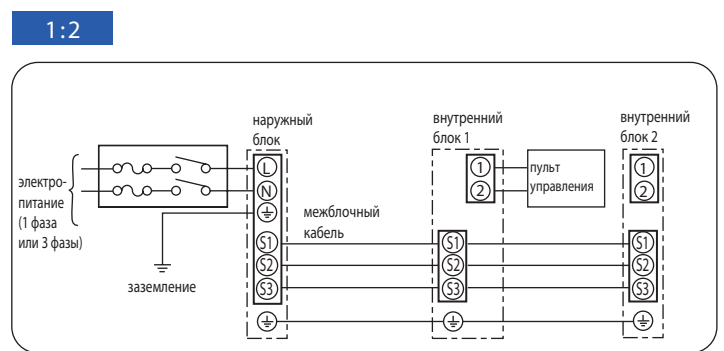 1:2
наружный
блок
внутренний
блок 1
внутренний
блок 2
электро-
питание
(1 фаза
или 3 фазы)
L
N
S1
S2
S3
заземление
межблочный
кабель
1
2
пульт
управления
S1
S2
S3
1
2
S1
S2
S3